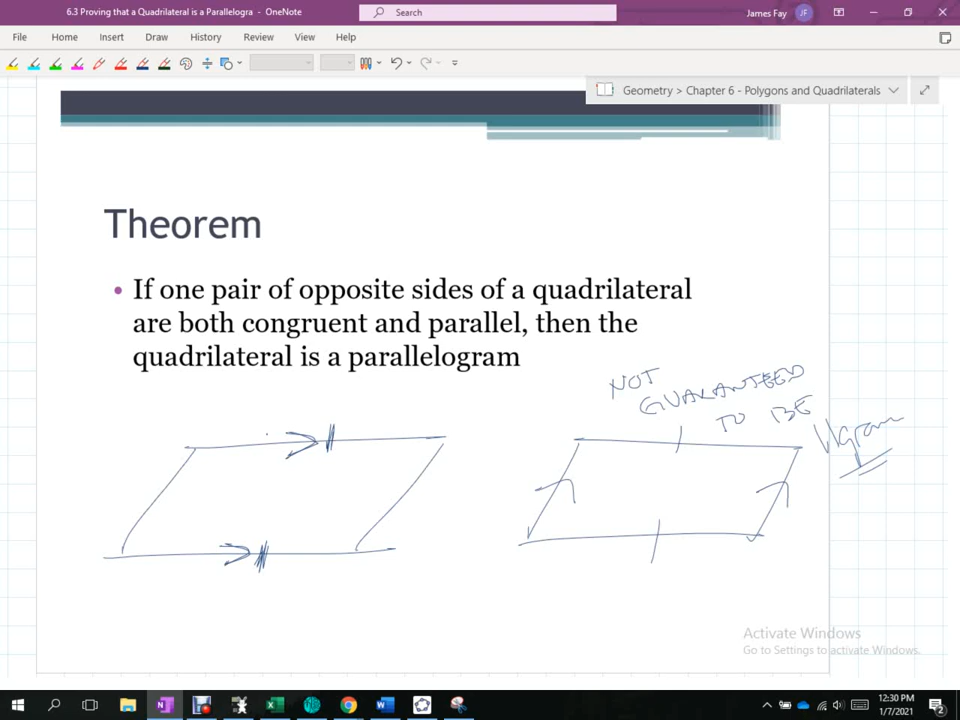 6.3 Proving that a Quadrilateral is a Parallelogra - OneNote
Search
James Fay
JF
File Home Insert Draw History Review View Help
Geometry > Chapter 6 - Polygons and Quadrilaterals
Theorem
• If one pair of opposite sides of a quadrilateral
are both congruent and parallel, then the
quadrilateral is a parallelogram
NOT
GUARANTEED
TO BE
||gram
Activate Windows
Go to Settings to activate Windows.
12:30 PM
1/7/2021
2